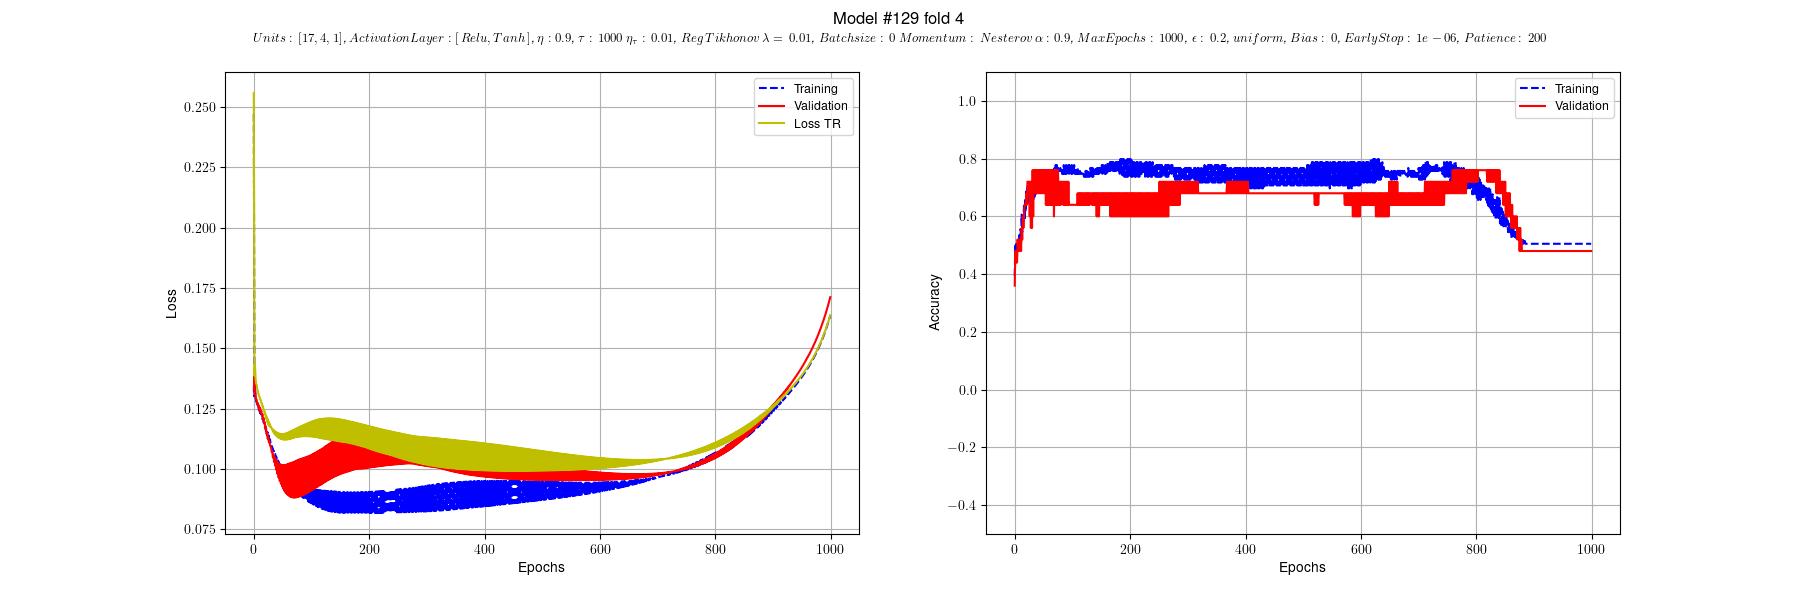 Model #129 fold 4
Units : [17, 4, 1], ActivationLayer : [ Relu, Tanh], η : 0.9, τ : 1000 ητ : 0.01, RegTikhonov λ = 0.01, Batchsize : 0 Momentum : Nesterov α : 0.9, MaxEpochs : 1000, ϵ : 0.2, uniform, Bias : 0, EarlyStop : 1e − 06, Patience : 200
Training
Validation
Loss TR
0.250
0.225
0.200
0.175
0.150
0.125
0.100
0.075
Loss
0 200 400 600 800 1000
Epochs
Training
Validation
1.0
0.8
0.6
0.4
0.2
0.0
−0.2
−0.4
Accuracy
0 200 400 600 800 1000
Epochs